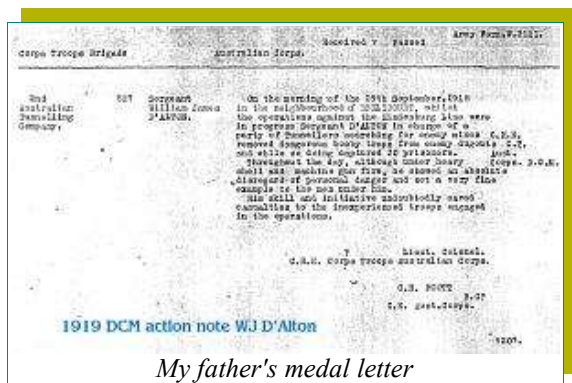 Army Form.W.3121.
Corps Troops Brigade Australian Corps. Received Passed
2nd 527 Sergeant On the morning of the 29th September,1918
Australian William James in the neighbourhood of whilst
Tunnelling D'ALTON. the operations against the Hindenburg Line were
Company. in progress Sergeant D'ALTON in charge of a
party of Tunnellers searching for enemy mines
removed dangerous booby traps from enemy dugouts
and while so doing captured 20 prisoners.
Throughout the day, although under heavy Corps. D.C.M.
shell and machine gun fire, he showed an absolute
disregard of personal danger and set a very fine
example to the men under him.
His skill and initiative undoubtedly saved
casualties to the inexperienced troops engaged
in the operations.
? Lieut. Colonel.
Corps Troops Australian Corps.
B.G?
1919 DCM action note WJ D'Alton
My father's medal letter